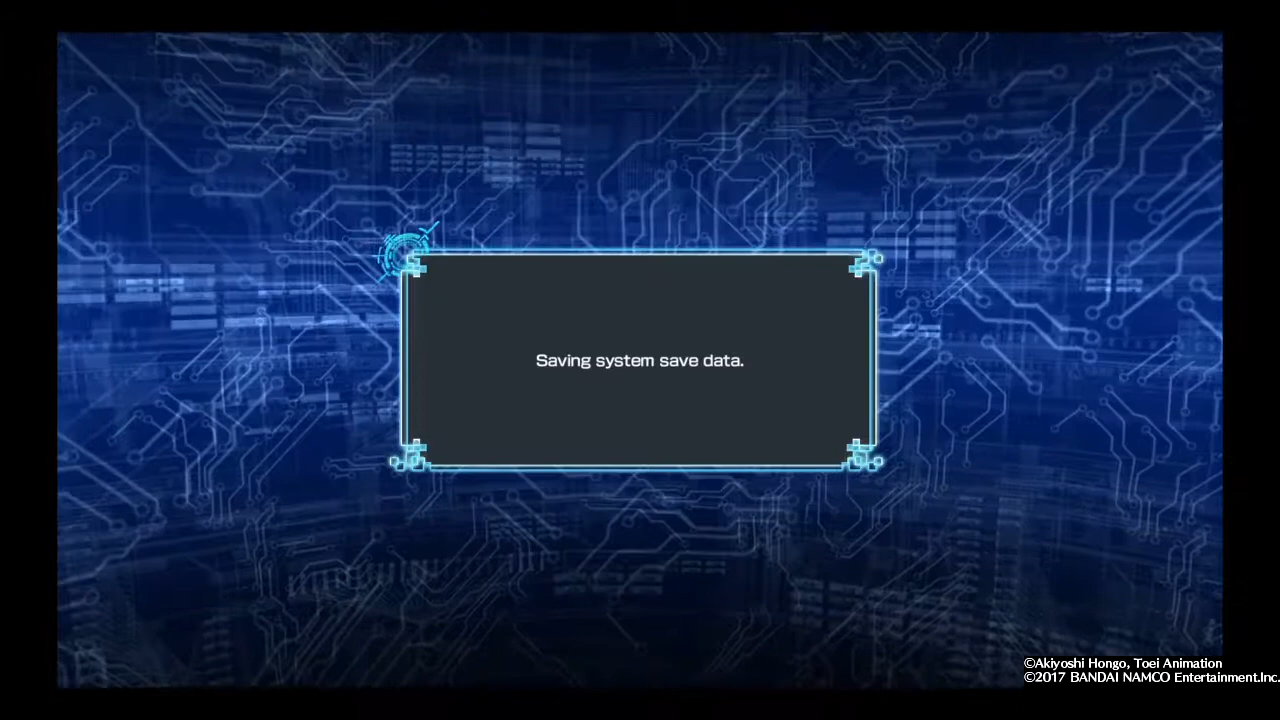 Saving system save data.
©Akiyoshi Hongo, Toei Animation
©2017 BANDAI NAMCO Entertainment.Inc.